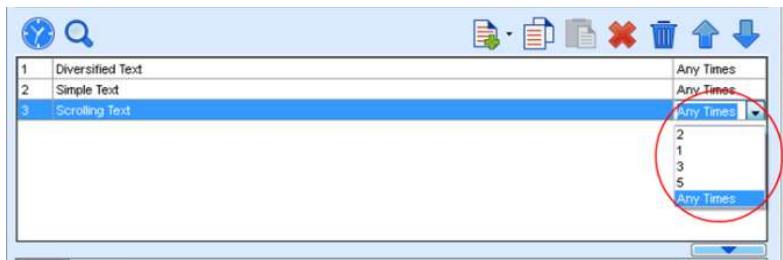 1 Diversified Text Any Times
2 Simple Text Any Times
3 Scrolling Text Any Times
2
1
3
5
Any Times